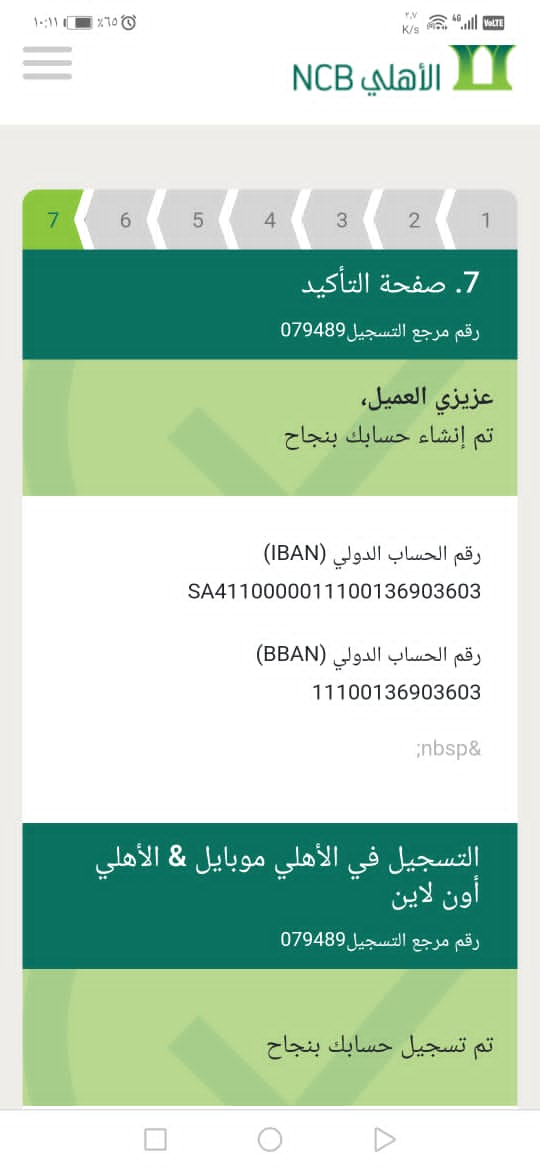 ١٠:١١ ٪٦٥ ٢,٧ K/s 4G VoLTE
الأهلي NCB
1 2 3 4 5 6 7
7. صفحة التأكيد
رقم مرجع التسجيل079489
عزيزي العميل،
تم إنشاء حسابك بنجاح
رقم الحساب الدولي (IBAN)
SA4110000011100136903603
رقم الحساب الدولي (BBAN)
11100136903603
&nbsp;
التسجيل في الأهلي موبايل & الأهلي
أون لاين
رقم مرجع التسجيل079489
تم تسجيل حسابك بنجاح